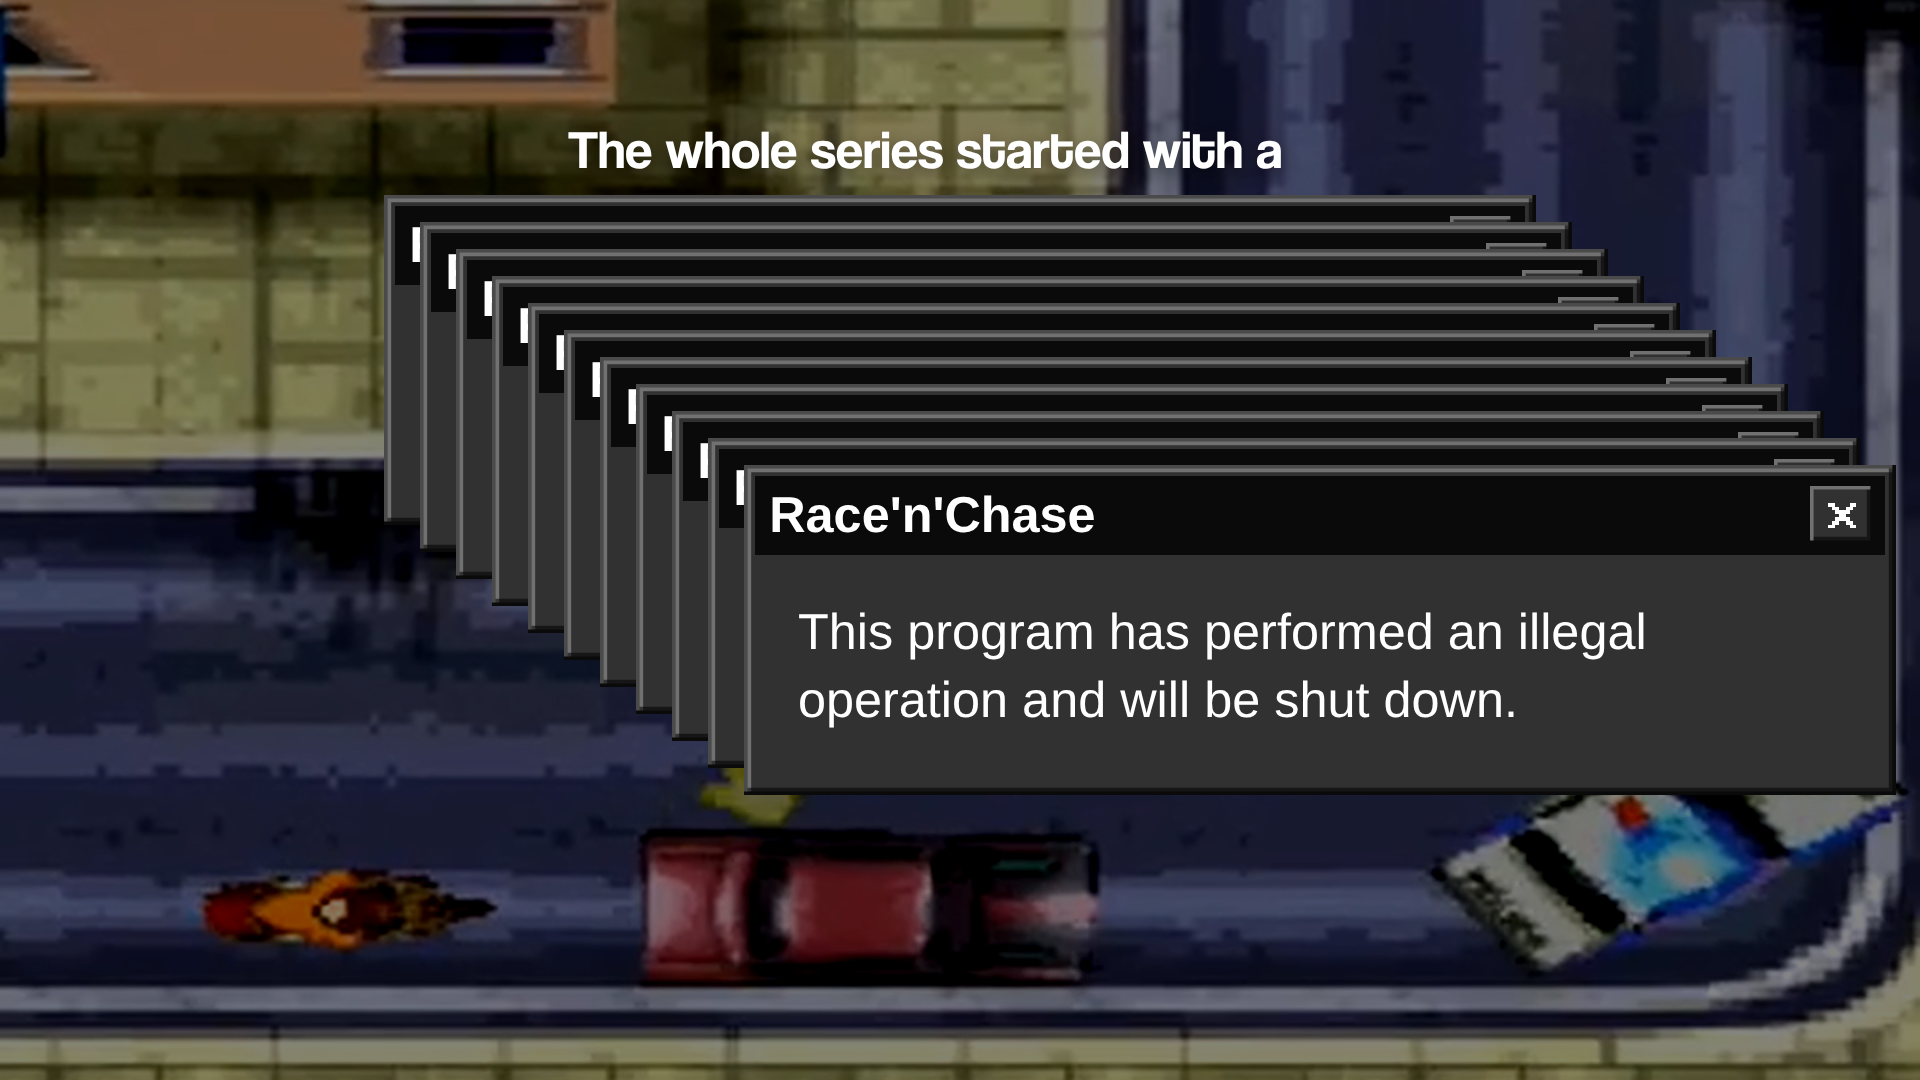 The whole series started with a
Race'n'Chase
This program has performed an illegal
operation and will be shut down.